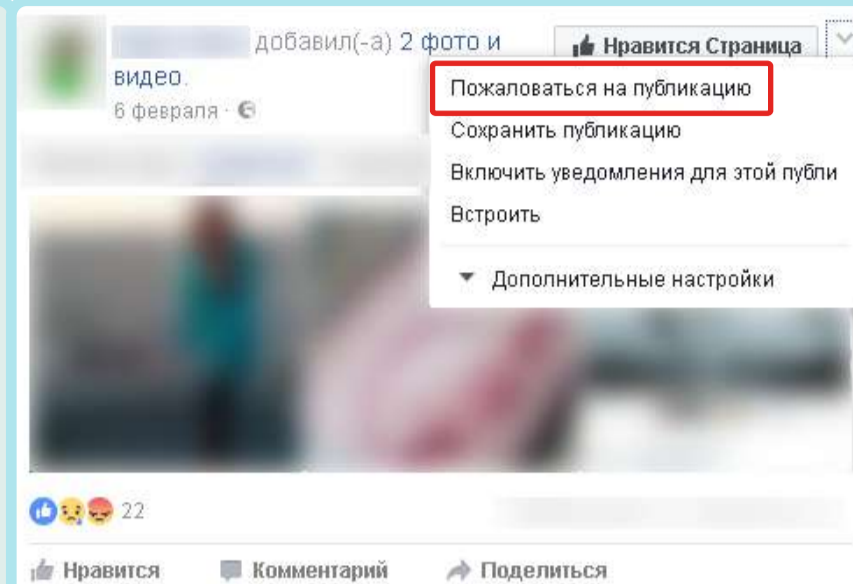 добавил(-а) 2 фото и
видео.
6 февраля ·
Нравится Страница
Пожаловаться на публикацию
Сохранить публикацию
Включить уведомления для этой публи
Встроить
Дополнительные настройки
22
Нравится Комментарий Поделиться